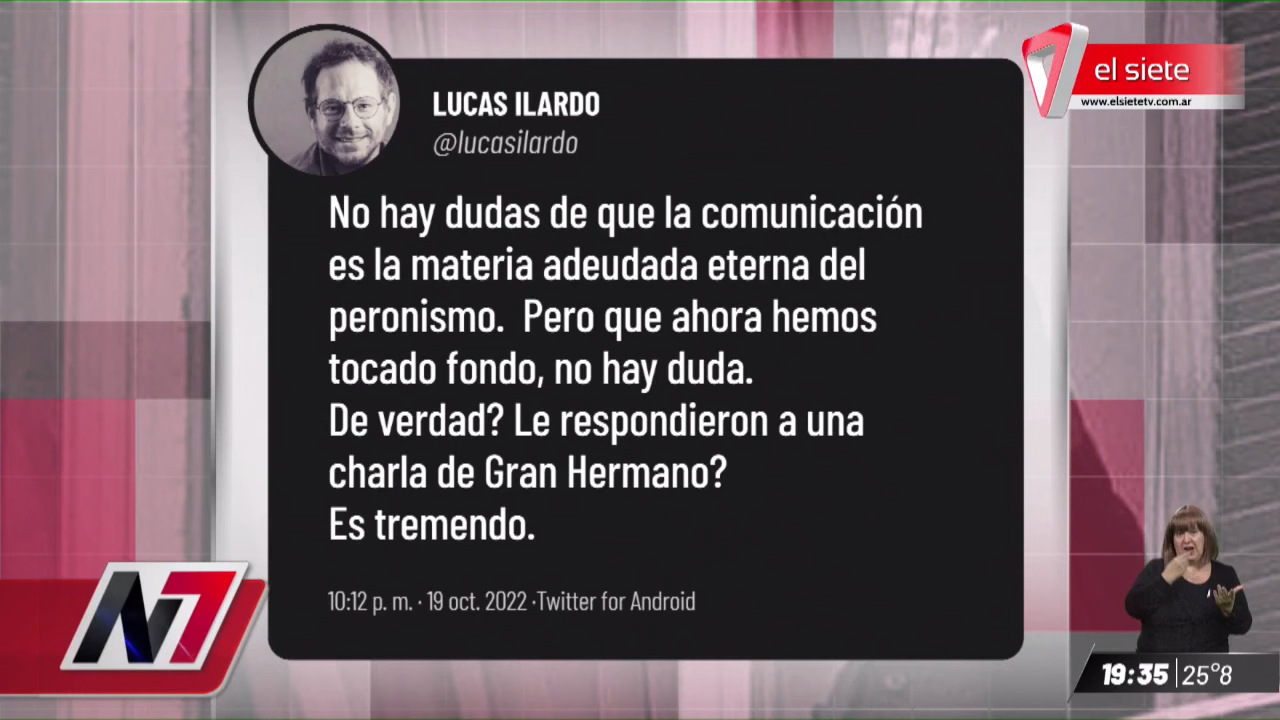 el siete
www.elsietetv.com.ar
LUCAS ILARDO
@lucasilardo
No hay dudas de que la comunicación
es la materia adeudada eterna del
peronismo. Pero que ahora hemos
tocado fondo, no hay duda.
De verdad? Le respondieron a una
charla de Gran Hermano?
Es tremendo.
10:12 p. m. · 19 oct. 2022 ·Twitter for Android
N7
19:35 25°8